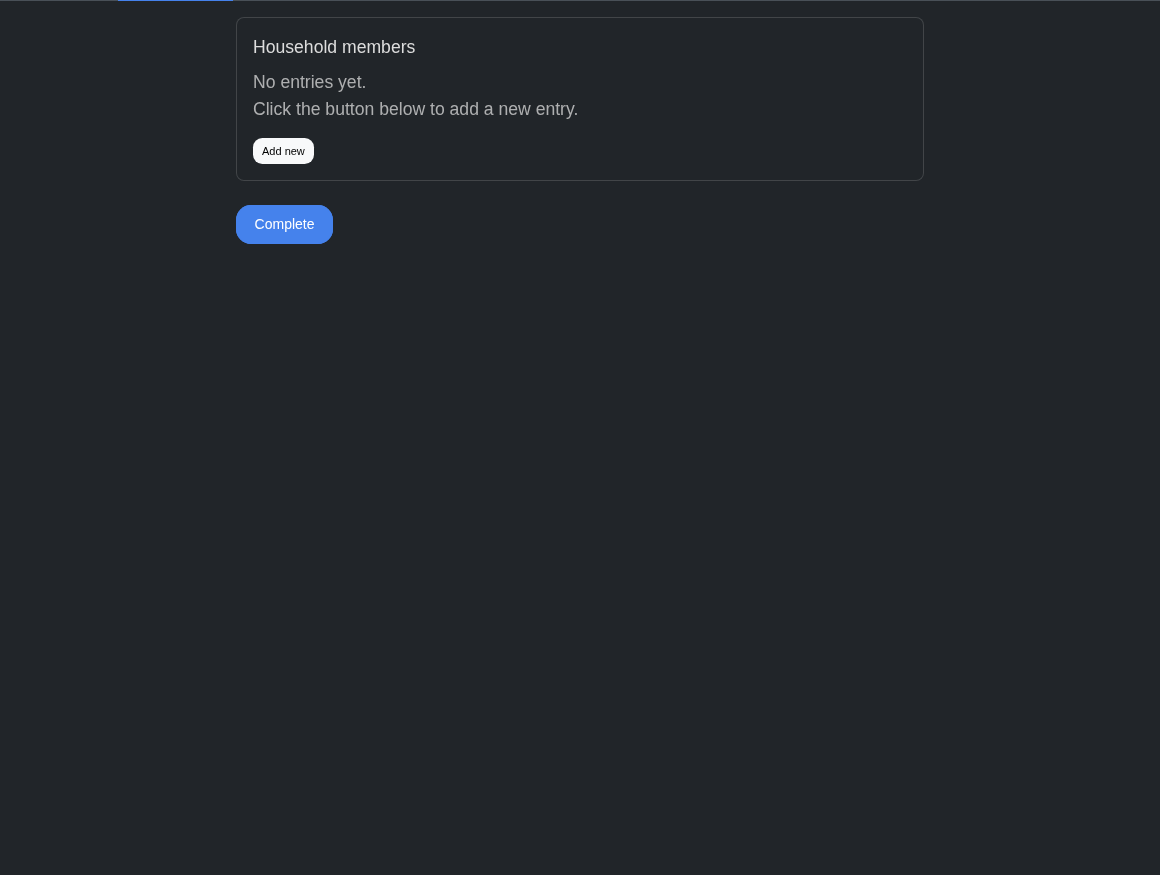 Household members
No entries yet.
Click the button below to add a new entry.
Add new
Complete